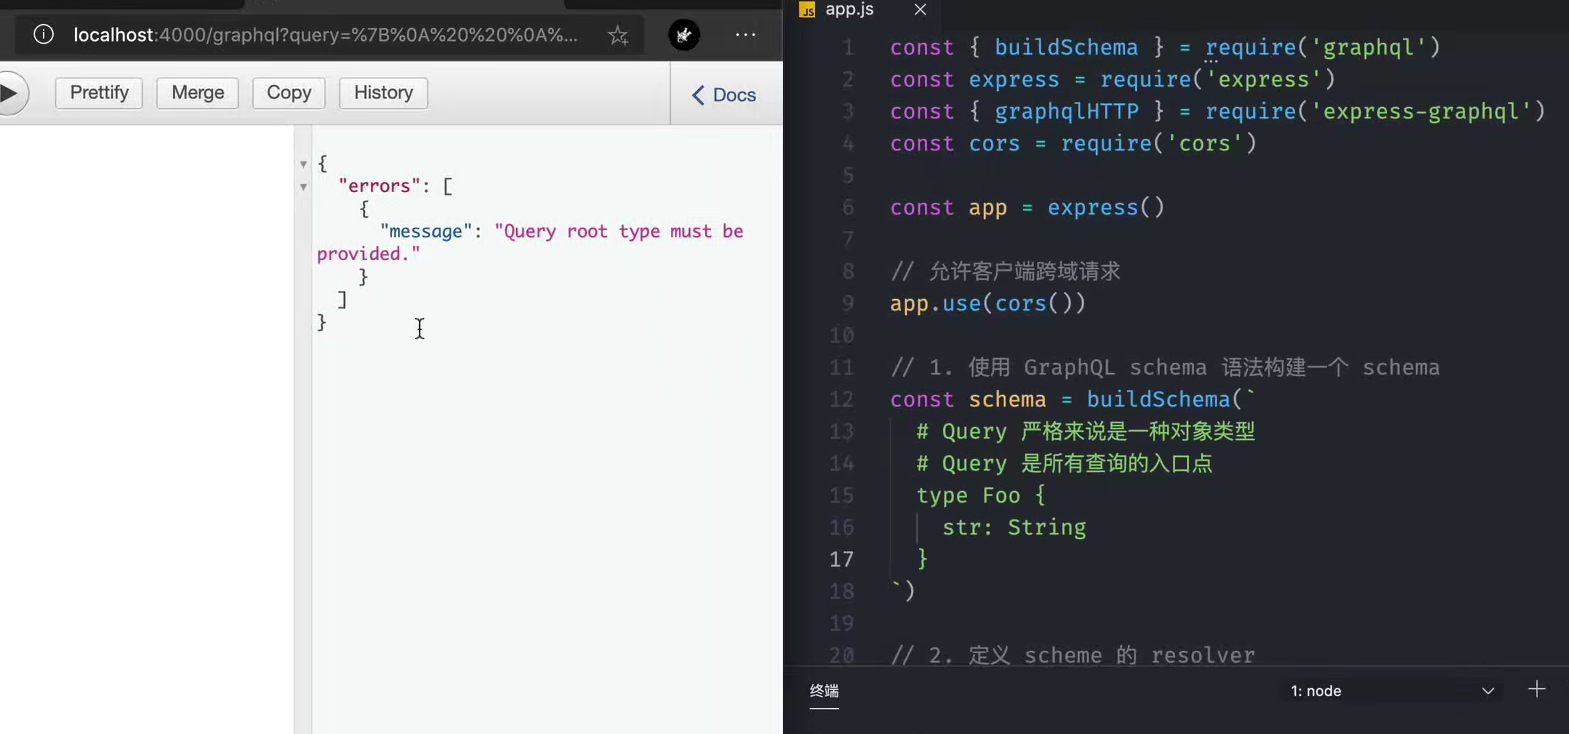 localhost:4000/graphql?query=%7B%0A%20%20%0A%...
Prettify
Merge
Copy
History
Docs
{
"errors": [
{
"message": "Query root type must be
provided."
}
]
}
JS app.js
1 const { buildSchema } = require('graphql')
2 const express = require('express')
3 const { graphqlHTTP } = require('express-graphql')
4 const cors = require('cors')
5
6 const app = express()
7
8 // 允许客户端跨域请求
9 app.use(cors())
10
11 // 1. 使用 GraphQL schema 语法构建一个 schema
12 const schema = buildSchema(`
13 # Query 严格来说是一种对象类型
14 # Query 是所有查询的入口点
15 type Foo {
16 str: String
17 }
18 `)
19
20 // 2. 定义 scheme 的 resolver
终端
1: node